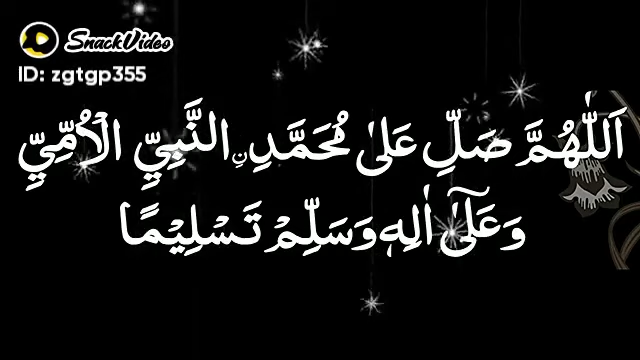 SnackVideo
ID: zgtgp355
اَللّٰهُمَّ صَلِّ عَلٰى مُحَمَّدِ ۨالنَّبِيِّ الْاُمِّيِّ
وَعَلٰٓى اٰلِهٖ وَسَلِّمْ تَسْلِيْمًا